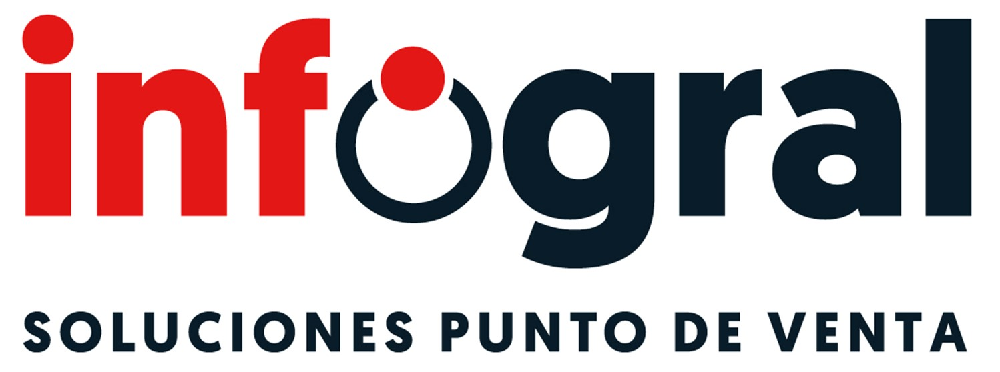 infogral
SOLUCIONES PUNTO DE VENTA